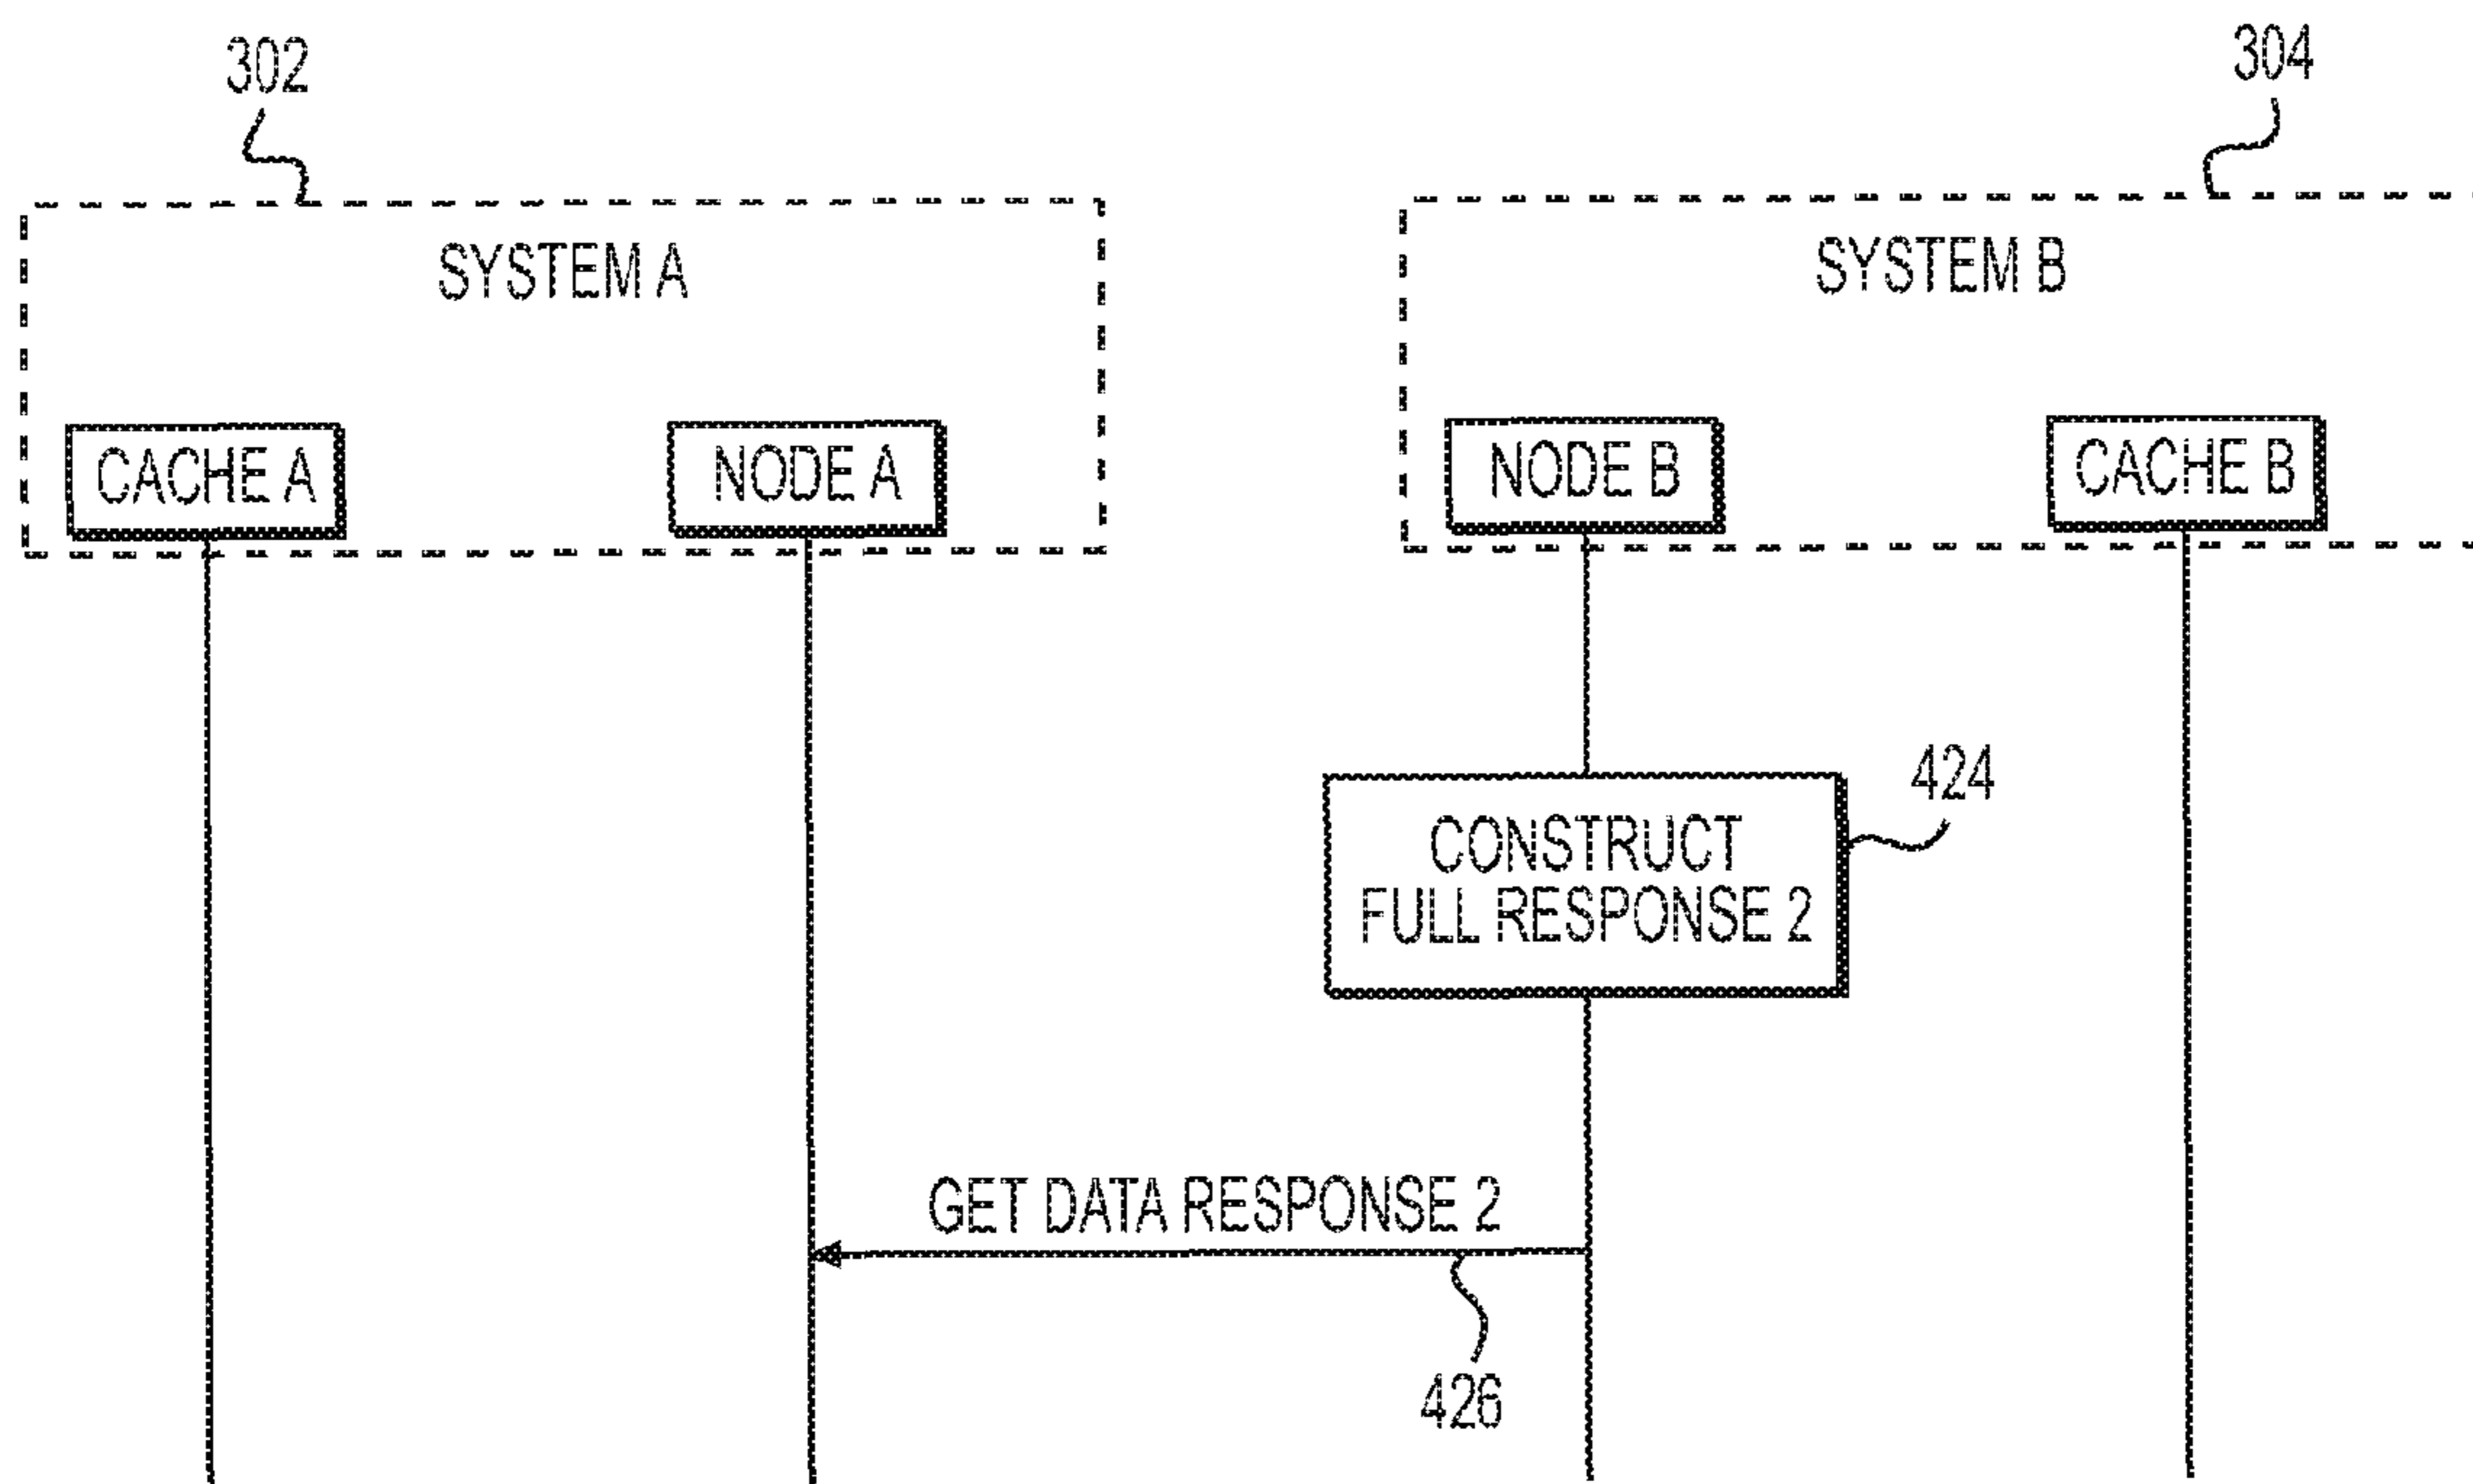 302
304
SYSTEM A
SYSTEM B
CACHE A
NODE A
NODE B
CACHE B
424
CONSTRUCT
FULL RESPONSE 2
GET DATA RESPONSE 2
426